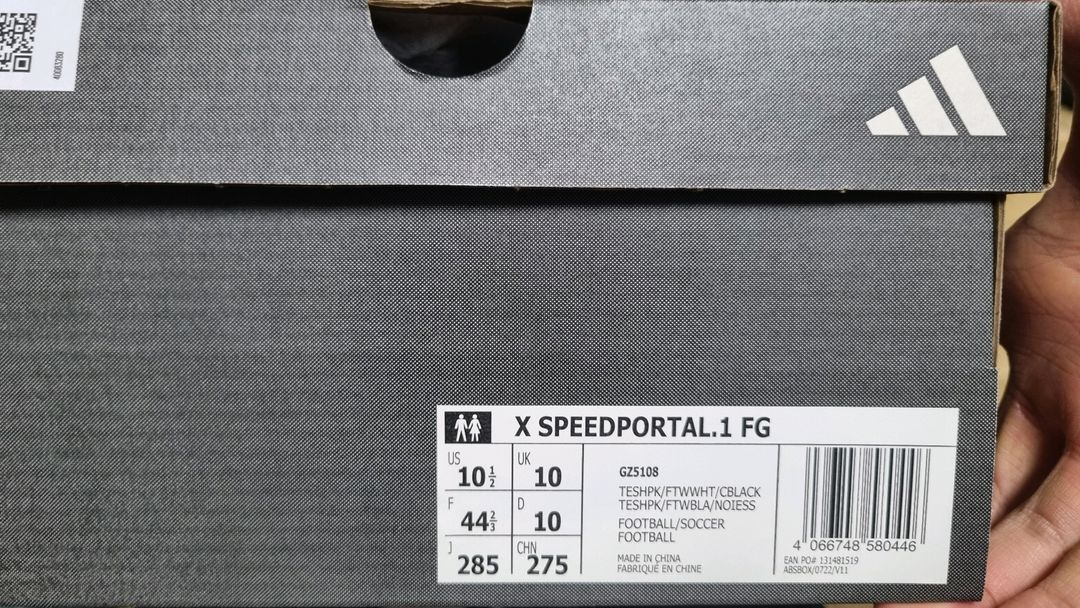 40083280
X SPEEDPORTAL.1 FG
US
10 1/2
UK
10
F
44 2/3
D
10
J
285
CHN
275
GZ5108
TESHPK/FTWWHT/CBLACK
TESHPK/FTWBLA/NOIESS
FOOTBALL/SOCCER
FOOTBALL
MADE IN CHINA
FABRIQUÉ EN CHINE
4 066748 580446
EAN PO# 131481519
ABSBOX/0722/V11